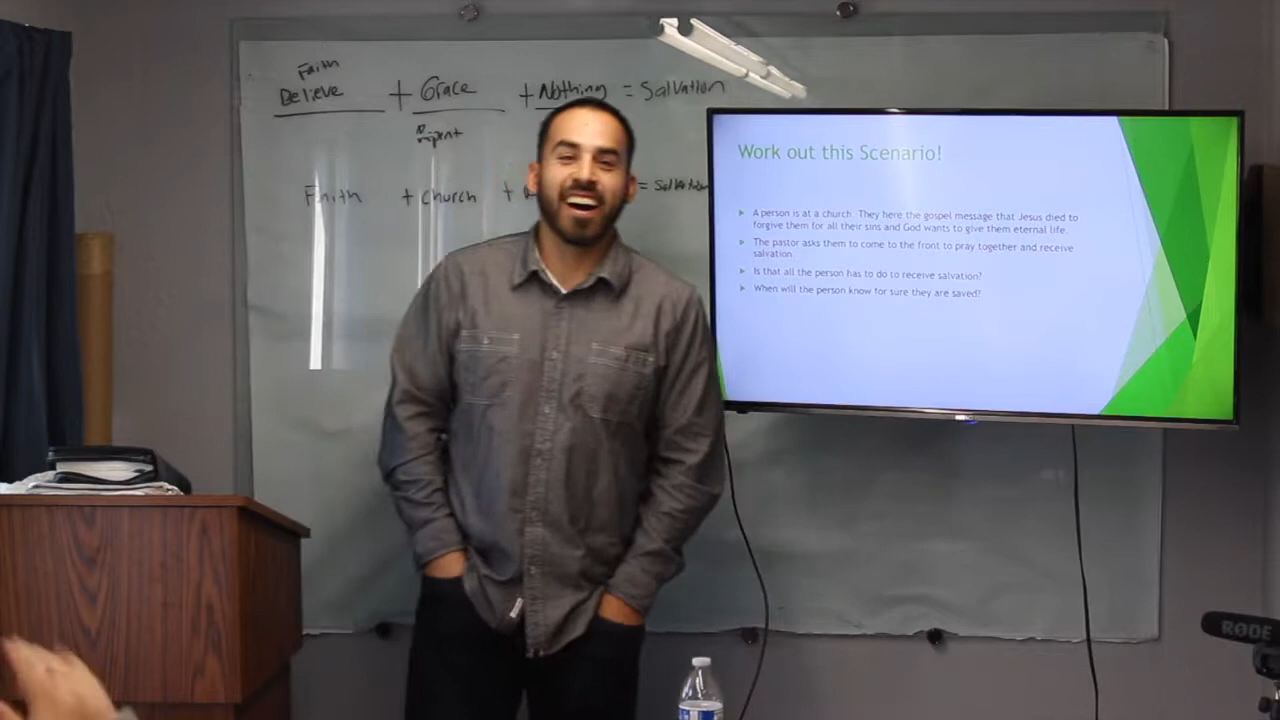 Faith
Believe + Grace + Nothing = Salvation
Repent
Faith + church + = Salvation
Work out this Scenario!
A person is at a church. They here the gospel message that Jesus died to
forgive them for all their sins and God wants to give them eternal life.
The pastor asks them to come to the front to pray together and receive
salvation.
Is that all the person has to do to receive salvation?
When will the person know for sure they are saved?
RØDE